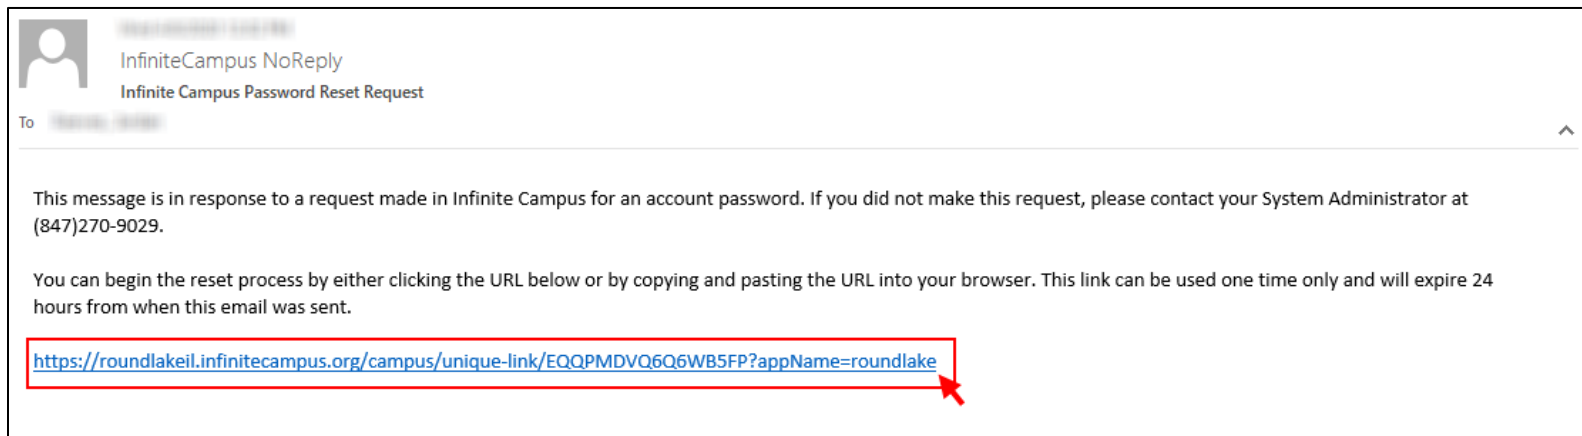 InfiniteCampus NoReply
Infinite Campus Password Reset Request
To
This message is in response to a request made in Infinite Campus for an account password. If you did not make this request, please contact your System Administrator at
(847)270-9029.
You can begin the reset process by either clicking the URL below or by copying and pasting the URL into your browser. This link can be used one time only and will expire 24
hours from when this email was sent.
https://roundlakeil.infinitecampus.org/campus/unique-link/EQQPMDVQ6Q6WB5FP?appName=roundlake